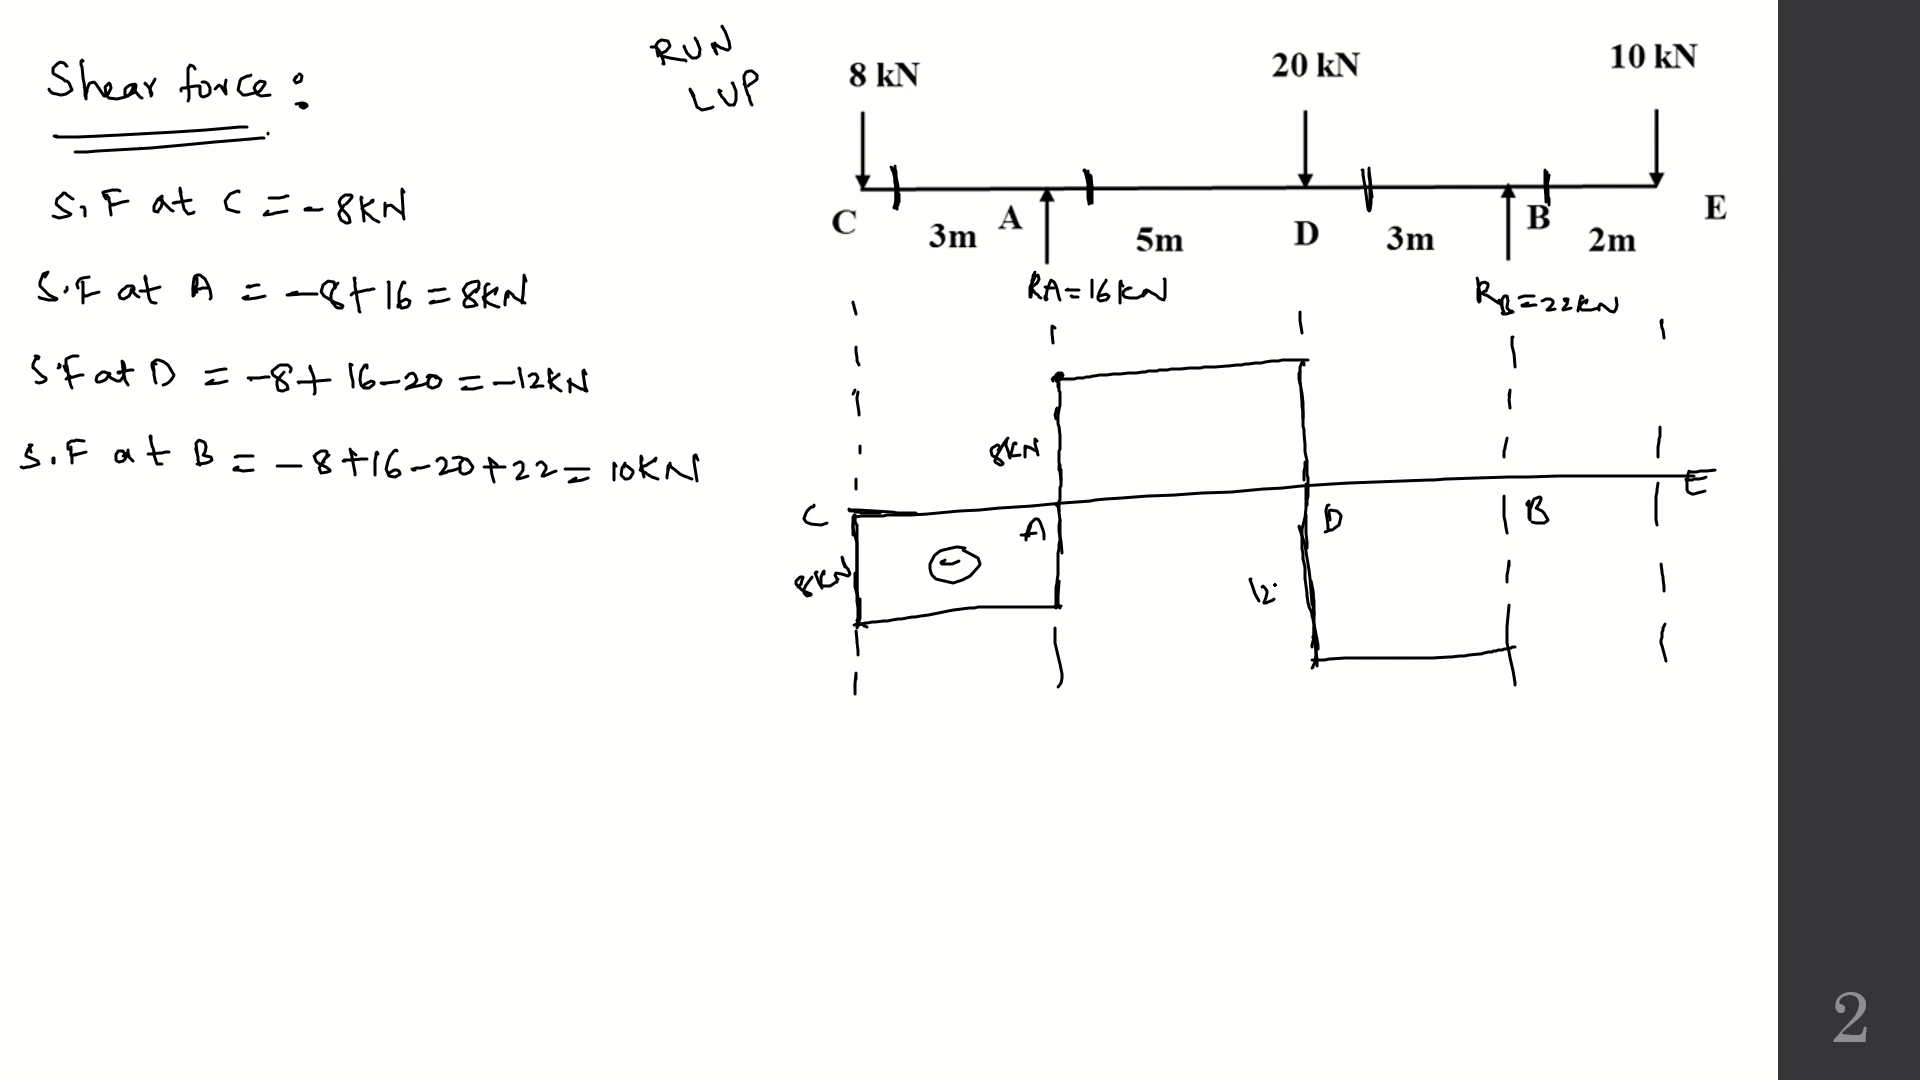 Shear force :
RUN
LUP
8 kN
20 kN
10 kN
S.F at C = -8KN
C
3m
A
5m
D
3m
B
2m
E
S.F at A = -8+16 = 8KN
RA=16KN
RB=22KN
S.F at D = -8+16-20 = -12KN
S.F at B = -8+16-20+22= 10KN
8KN
C
A
D
B
E
8KN
-
12
2